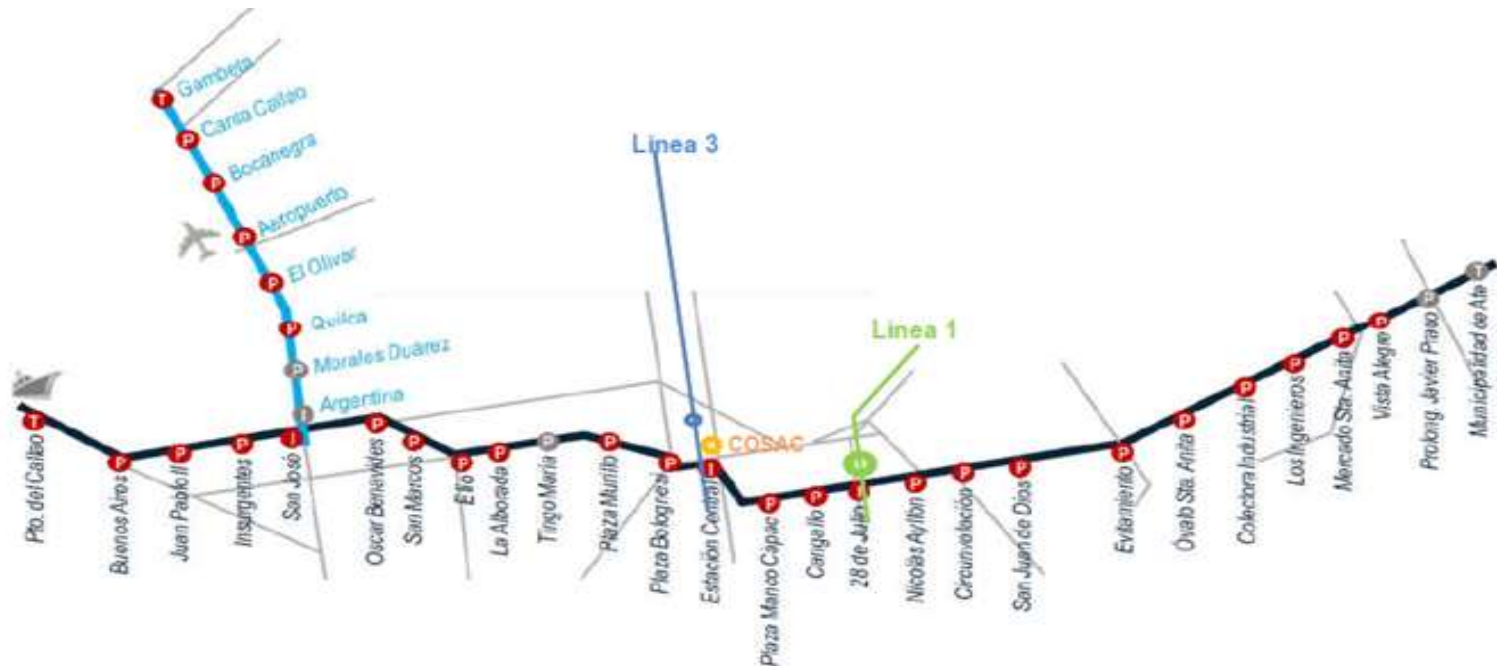 Gambeta
Canta Callao
Bocanegra
Aeropuerto
El Olivar
Quilca
Morales Duárez
Argentina
Linea 3
Linea 1
COSAC
Pto. del Callao
Buenos Aires
Juan Pablo II
Insurgentes
San José
Oscar Benavides
San Marcos
Elio
La Alborada
Tingo María
Plaza Murillo
Plaza Bolognesi
Estación Central
Plaza Manco Capac
Cangallo
28 de Julio
Nicolas Ayllon
Circunvalación
San Juan de Dios
Evitamiento
Óvalo Sta. Anita
Colectora Industrial
Los Ingenieros
Mercado Sta. Anita
Vista Alegre
Prolong. Javier Prado
Municipalidad de Ate